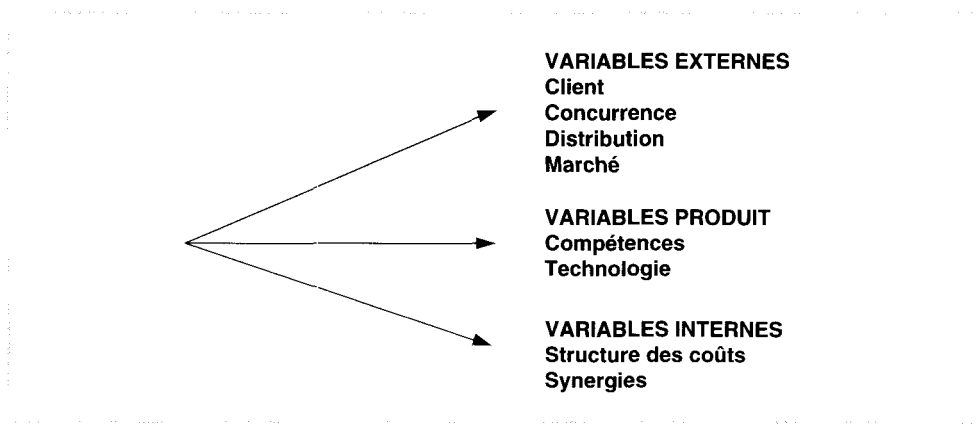 VARIABLES EXTERNES
Client
Concurrence
Distribution
Marché
VARIABLES PRODUIT
Compétences
Technologie
VARIABLES INTERNES
Structure des coûts
Synergies